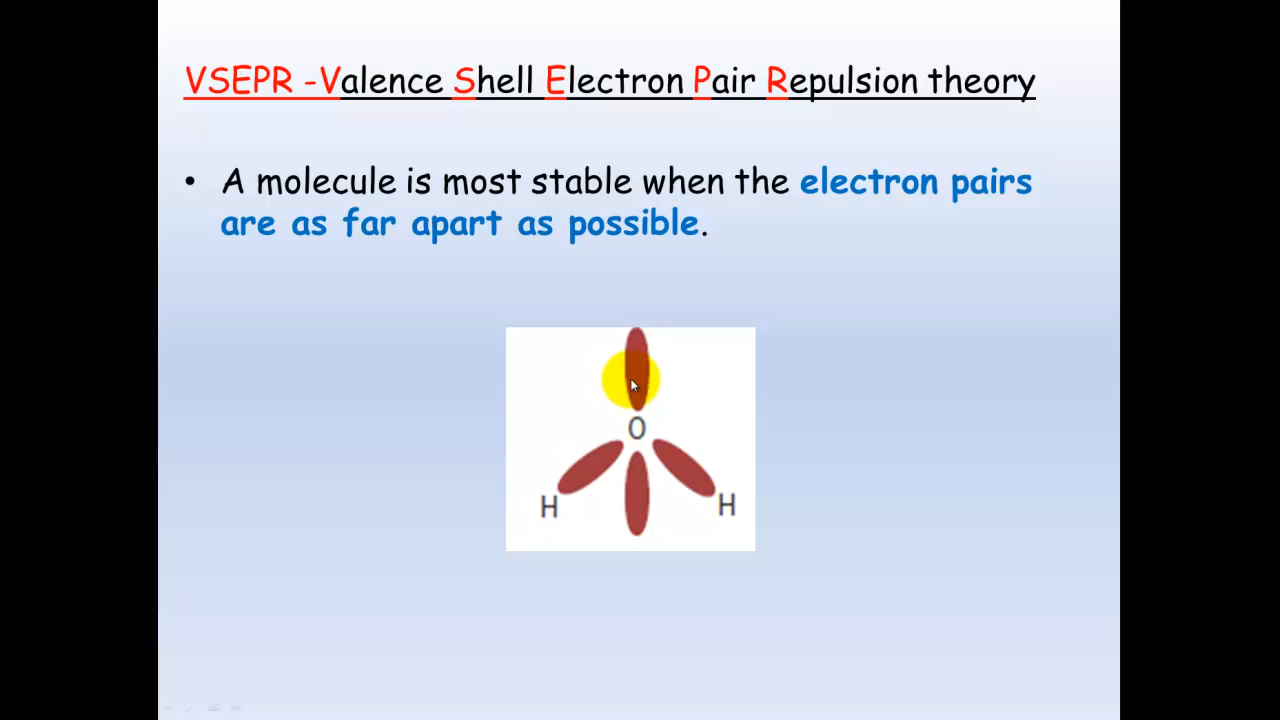 VSEPR -Valence Shell Electron Pair Repulsion theory
• A molecule is most stable when the electron pairs
are as far apart as possible.
O
H H